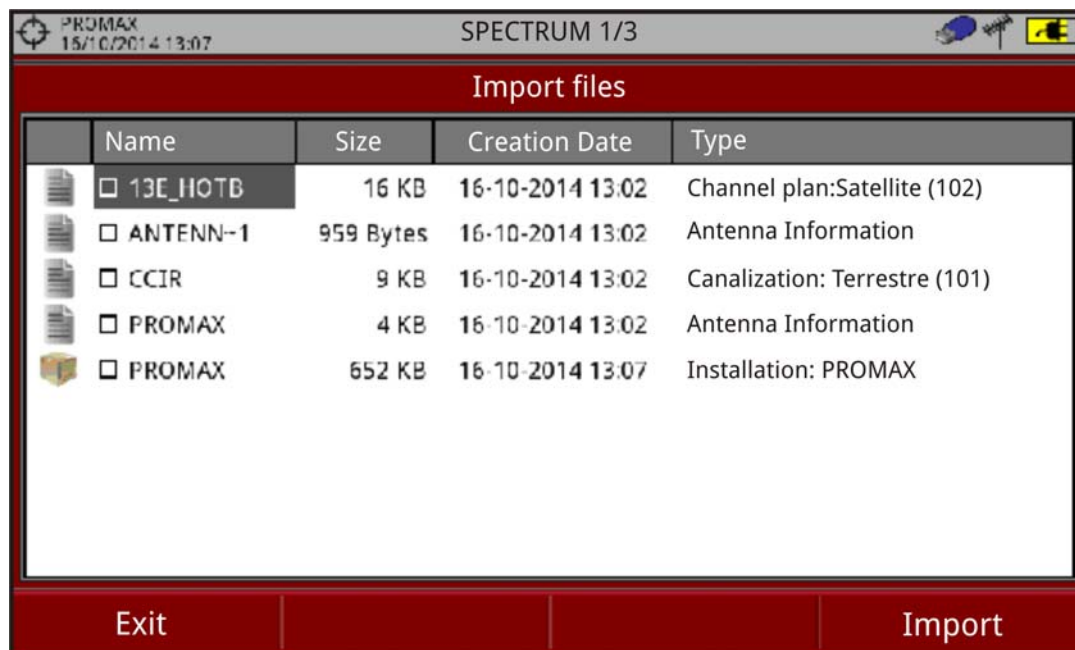 PROMAX
16/10/2014 13:07
SPECTRUM 1/3
Import files
Name Size Creation Date Type
13E_HOTB 16 KB 16-10-2014 13:02 Channel plan:Satellite (102)
ANTENN~1 959 Bytes 16-10-2014 13:02 Antenna Information
CCIR 9 KB 16-10-2014 13:02 Canalization: Terrestre (101)
PROMAX 4 KB 16-10-2014 13:02 Antenna Information
PROMAX 652 KB 16-10-2014 13:07 Installation: PROMAX
Exit Import